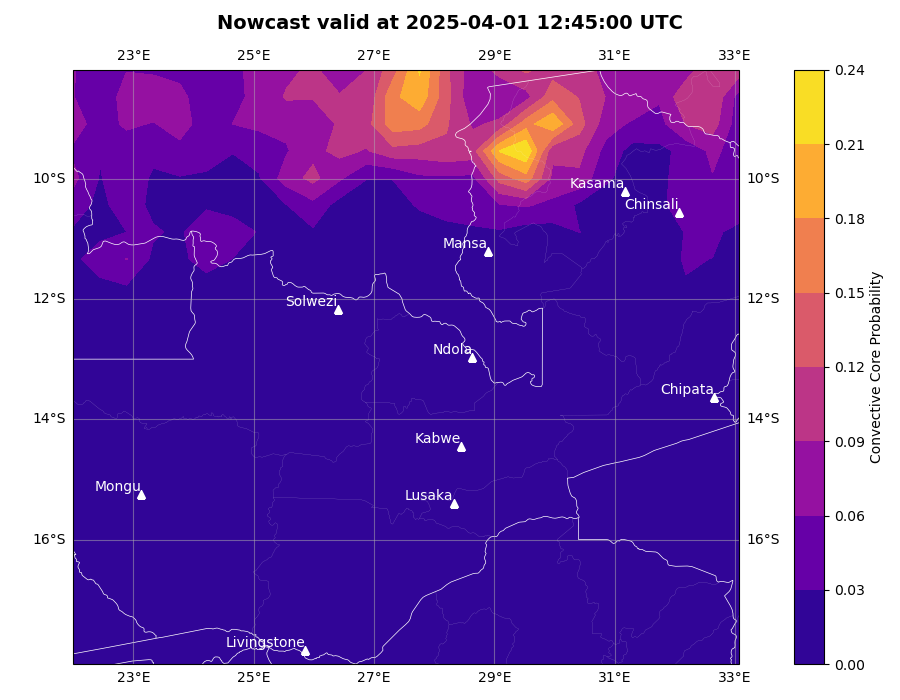 Nowcast valid at 2025-04-01 12:45:00 UTC
23°E 25°E 27°E 29°E 31°E 33°E
0.24
0.21
0.18
0.15
0.12
0.09
0.06
0.03
0.00
Convective Core Probability
10°S 10°S
12°S 12°S
14°S 14°S
16°S 16°S
Kasama
Chinsali
Mansa
Solwezi
Ndola
Chipata
Kabwe
Mongu
Lusaka
Livingstone
23°E 25°E 27°E 29°E 31°E 33°E